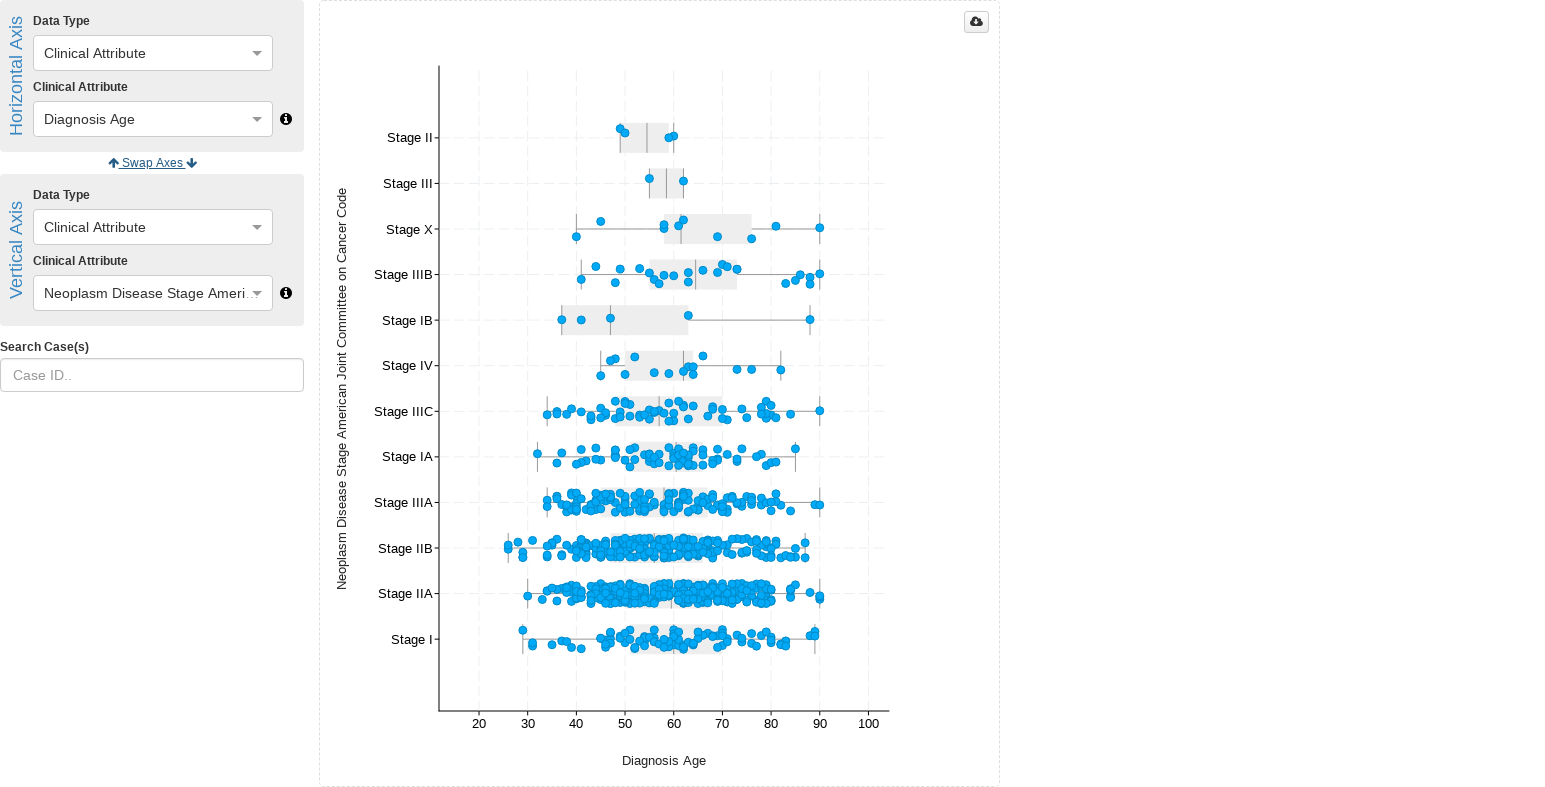 Horizontal Axis
Data Type
Clinical Attribute
Clinical Attribute
Diagnosis Age
Swap Axes
Vertical Axis
Data Type
Clinical Attribute
Clinical Attribute
Neoplasm Disease Stage Ameri...
Search Case(s)
Case ID..
Neoplasm Disease Stage American Joint Committee on Cancer Code
Stage II
Stage III
Stage X
Stage IIIB
Stage IB
Stage IV
Stage IIIC
Stage IA
Stage IIIA
Stage IIB
Stage IIA
Stage I
20 30 40 50 60 70 80 90 100
Diagnosis Age